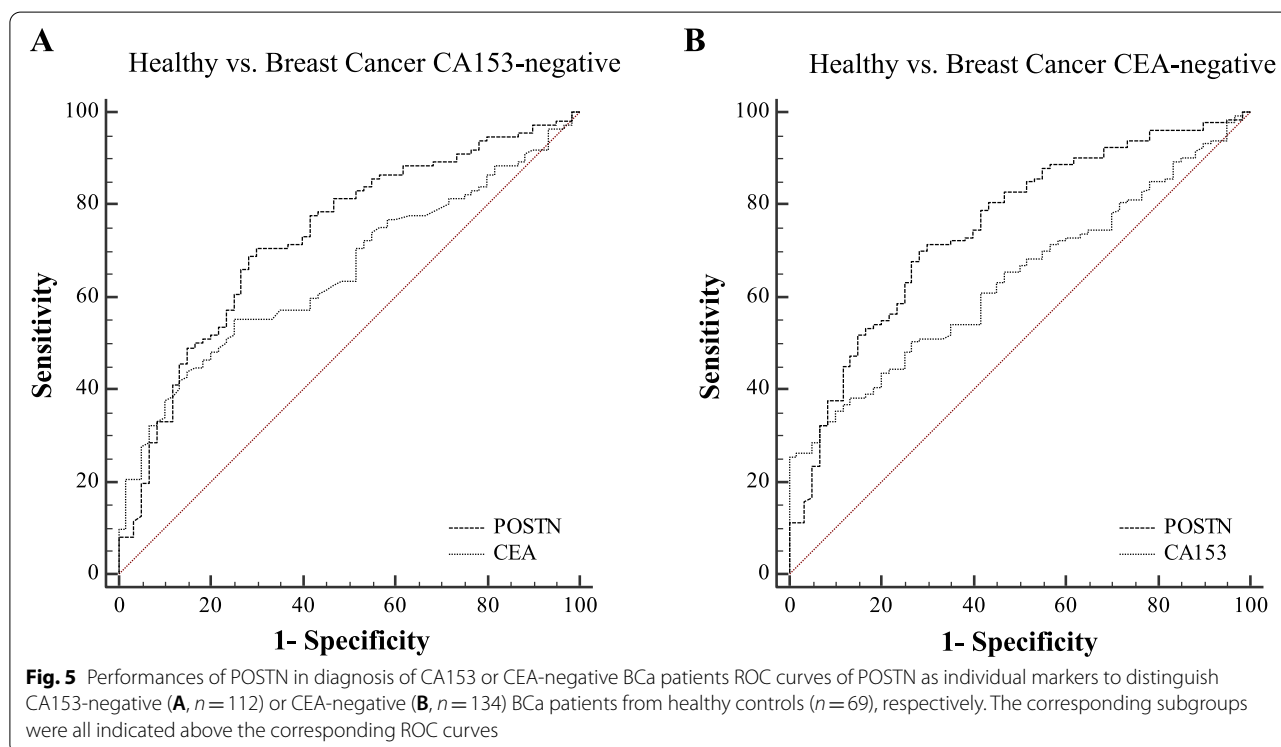 A
Healthy vs. Breast Cancer CA153-negative
100
80
60
40
20
0
Sensitivity
POSTN
CEA
0 20 40 60 80 100
1- Specificity
B
Healthy vs. Breast Cancer CEA-negative
100
80
60
40
20
0
Sensitivity
POSTN
CA153
0 20 40 60 80 100
1- Specificity
Fig. 5 Performances of POSTN in diagnosis of CA153 or CEA-negative BCa patients ROC curves of POSTN as individual markers to distinguish
CA153-negative (A, n = 112) or CEA-negative (B, n = 134) BCa patients from healthy controls (n = 69), respectively. The corresponding subgroups
were all indicated above the corresponding ROC curves